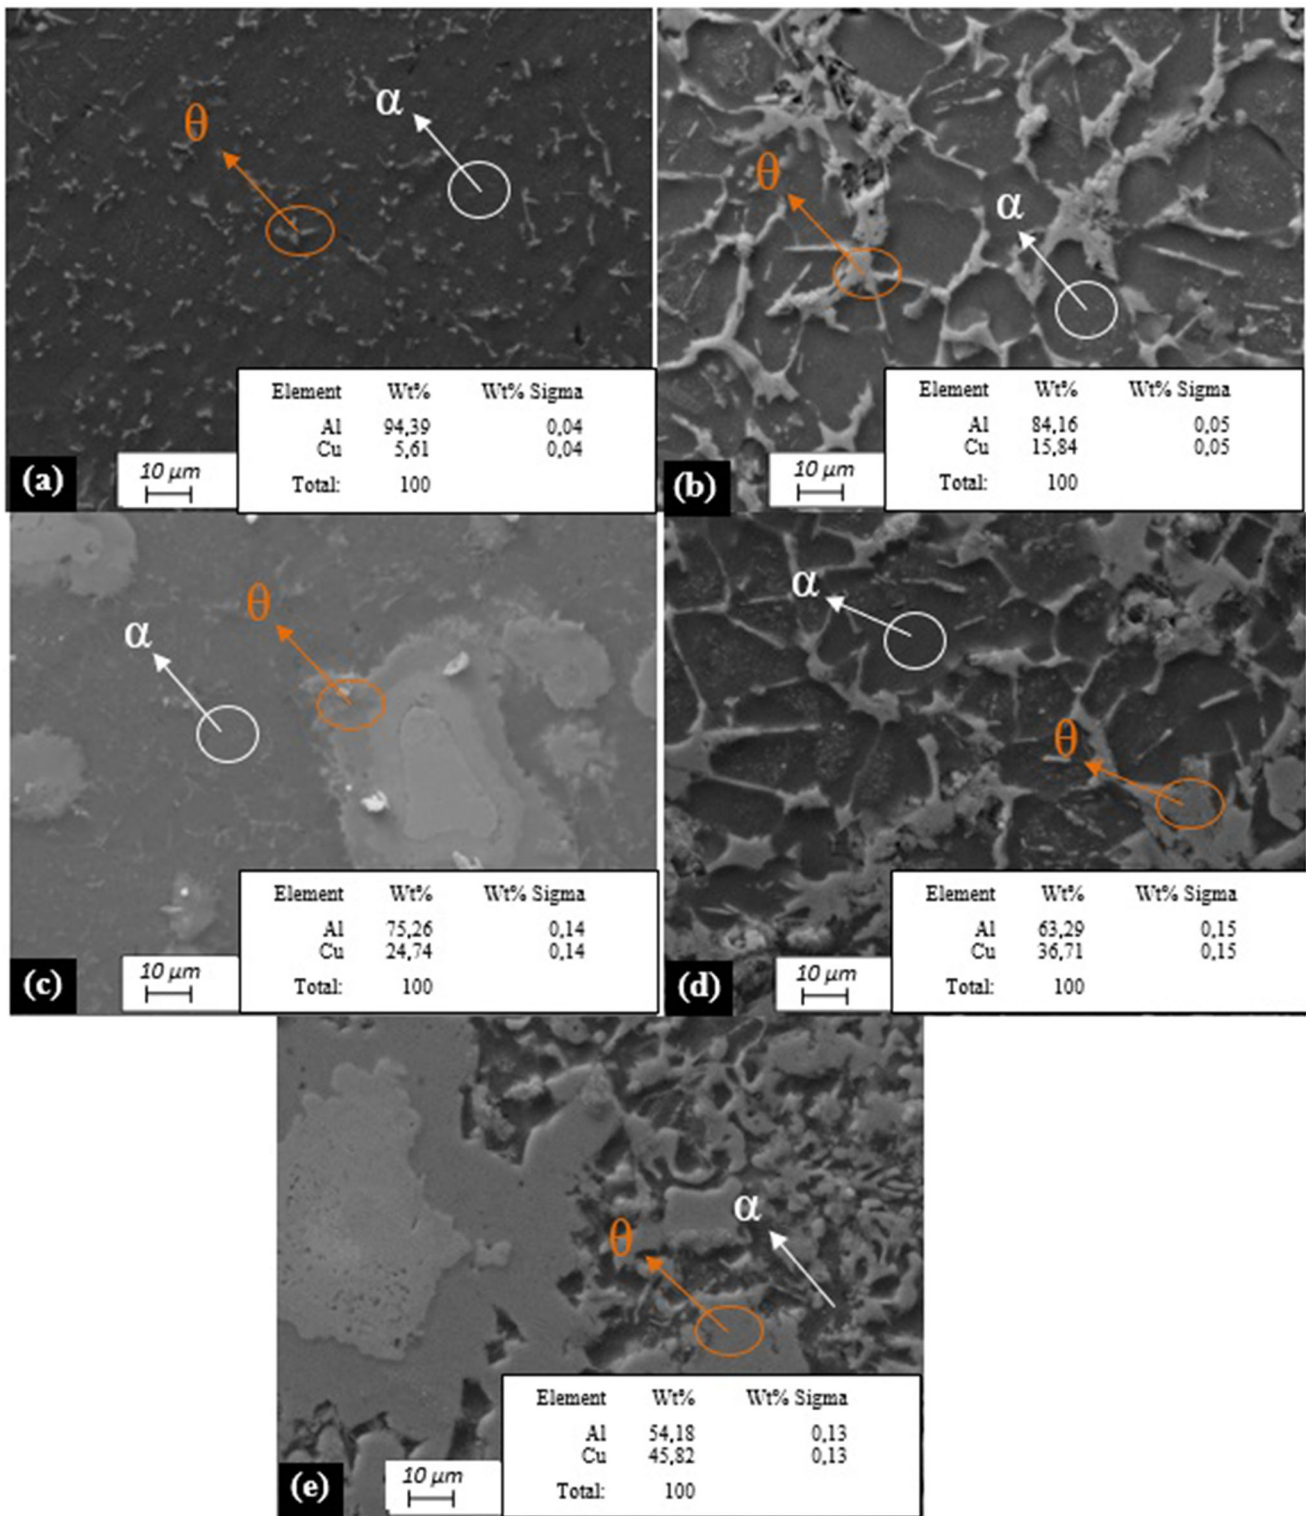 θ
α
Element Wt% Wt% Sigma
Al 94,39 0,04
Cu 5,61 0,04
Total: 100
(a)
10 µm
θ
α
Element Wt% Wt% Sigma
Al 84,16 0,05
Cu 15,84 0,05
Total: 100
(b)
10 µm
α
θ
Element Wt% Wt% Sigma
Al 75,26 0,14
Cu 24,74 0,14
Total: 100
(c)
10 µm
α
θ
Element Wt% Wt% Sigma
Al 63,29 0,15
Cu 36,71 0,15
Total: 100
(d)
10 µm
θ
α
Element Wt% Wt% Sigma
Al 54,18 0,13
Cu 45,82 0,13
Total: 100
(e)
10 µm